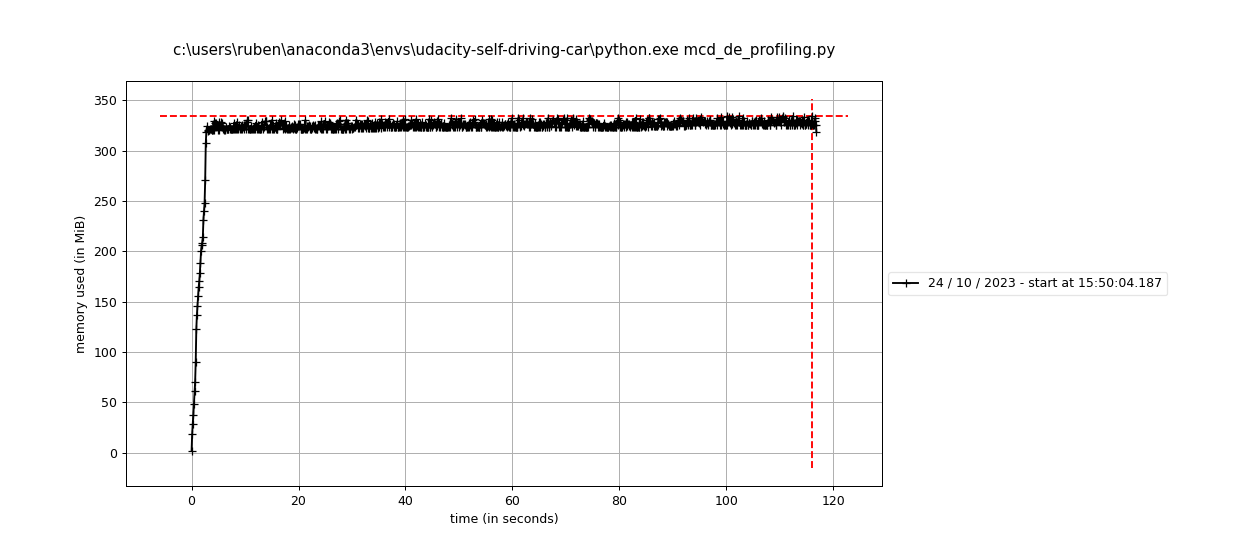 c:\users\ruben\anaconda3\envs\udacity-self-driving-car\python.exe mcd_de_profiling.py
350
300
250
200
150
100
50
0
memory used (in MiB)
0 20 40 60 80 100 120
time (in seconds)
24 / 10 / 2023 - start at 15:50:04.187